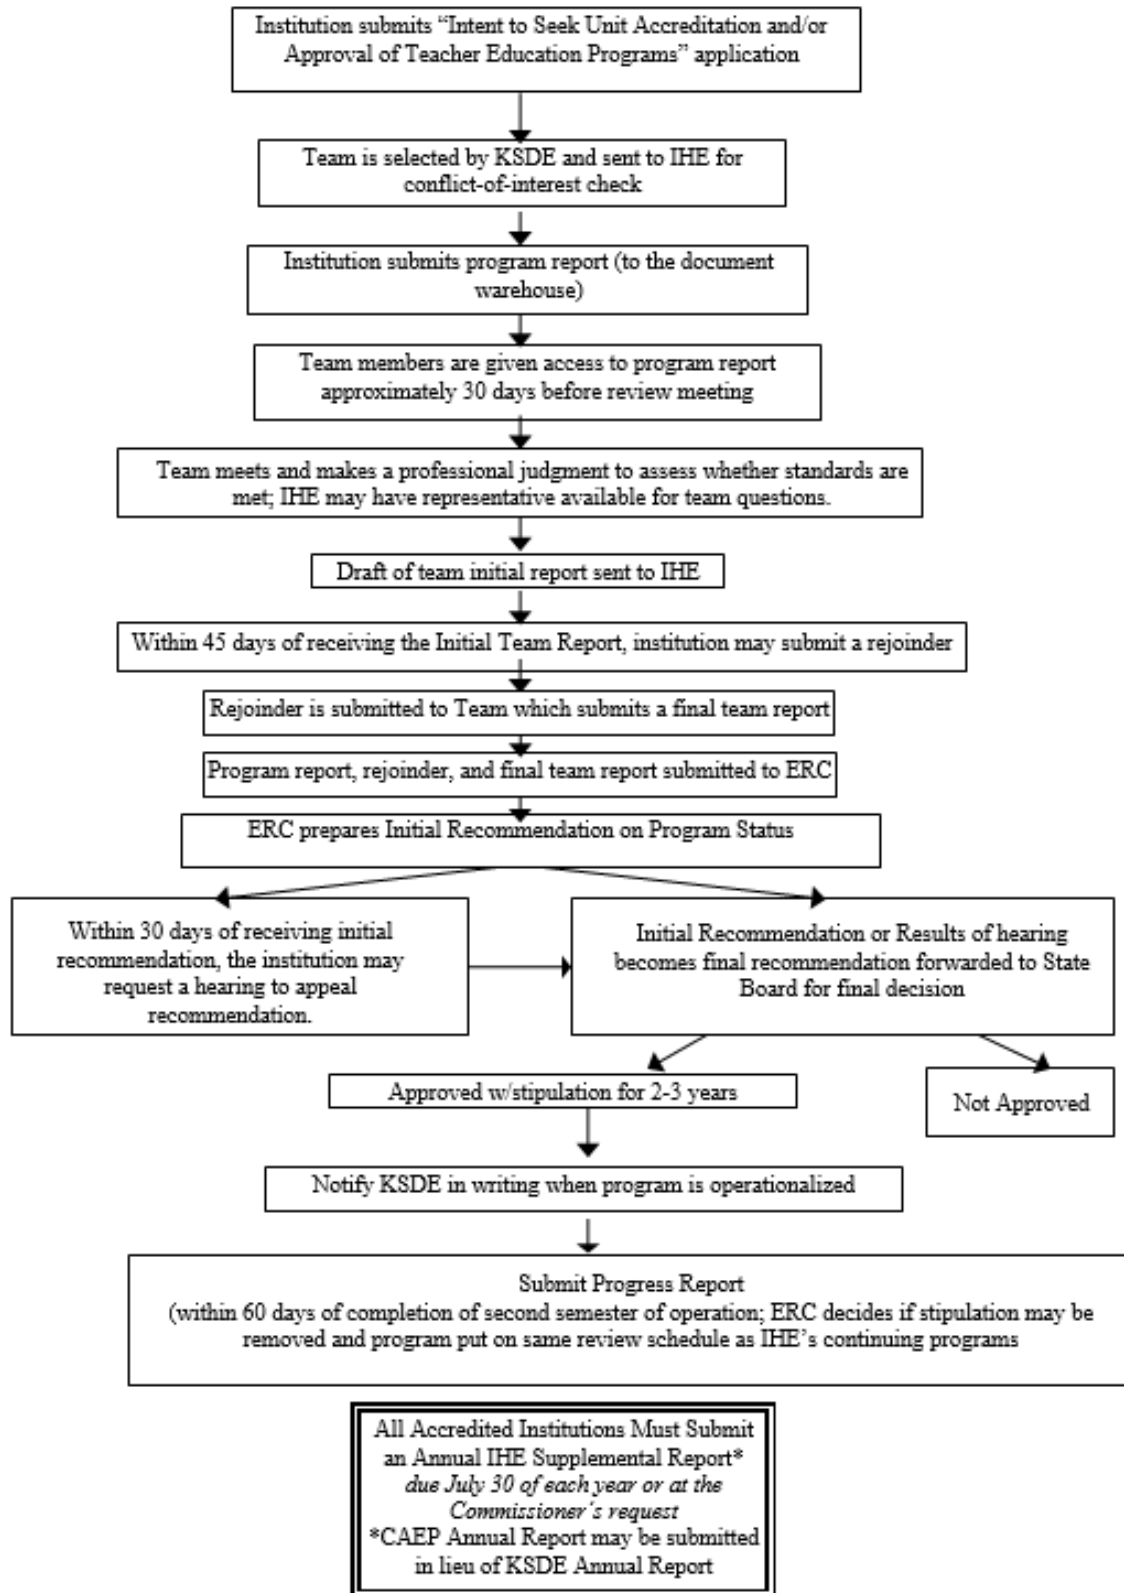 Institution submits “Intent to Seek Unit Accreditation and/or
Approval of Teacher Education Programs” application
Team is selected by KSDE and sent to IHE for
conflict-of-interest check
Institution submits program report (to the document
warehouse)
Team members are given access to program report
approximately 30 days before review meeting
Team meets and makes a professional judgment to assess whether standards are
met; IHE may have representative available for team questions.
Draft of team initial report sent to IHE
Within 45 days of receiving the Initial Team Report, institution may submit a rejoinder
Rejoinder is submitted to Team which submits a final team report
Program report, rejoinder, and final team report submitted to ERC
ERC prepares Initial Recommendation on Program Status
Within 30 days of receiving initial
recommendation, the institution may
request a hearing to appeal
recommendation.
Initial Recommendation or Results of hearing
becomes final recommendation forwarded to State
Board for final decision
Approved w/stipulation for 2-3 years
Not Approved
Notify KSDE in writing when program is operationalized
Submit Progress Report
(within 60 days of completion of second semester of operation; ERC decides if stipulation may be
removed and program put on same review schedule as IHE’s continuing programs
All Accredited Institutions Must Submit
an Annual IHE Supplemental Report*
due July 30 of each year or at the
Commissioner’s request
*CAEP Annual Report may be submitted
in lieu of KSDE Annual Report